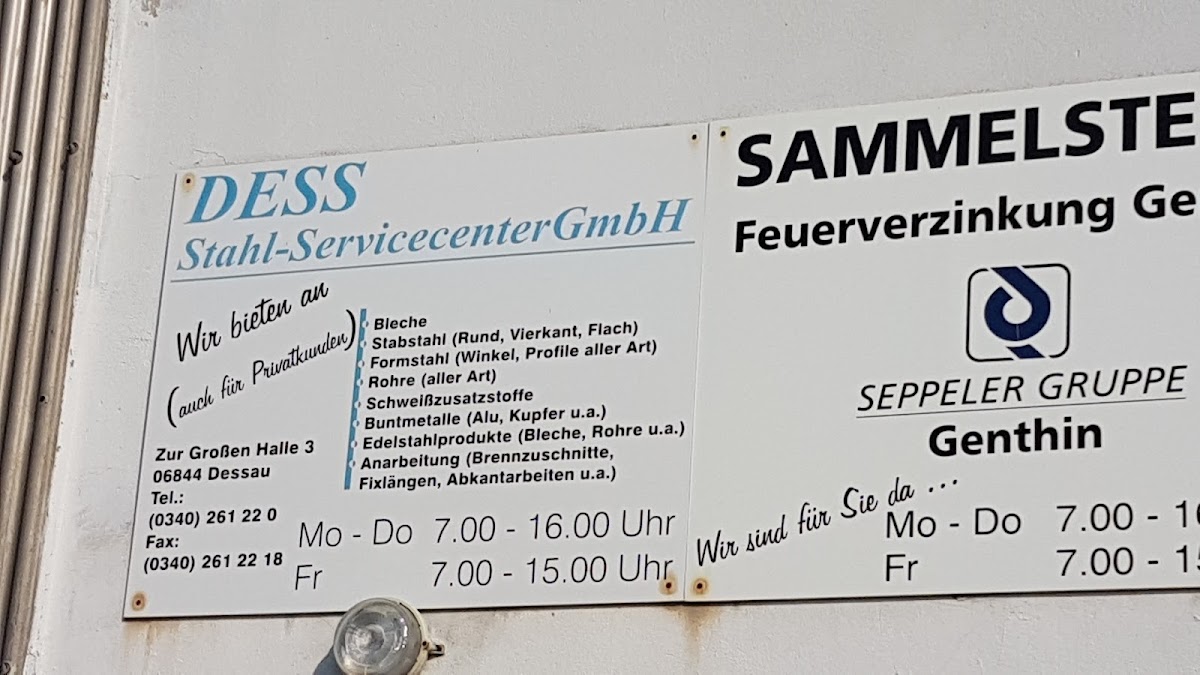 DESS
Stahl-ServicecenterGmbH
Wir bieten an
(auch für Privatkunden)
Bleche
Stabstahl (Rund, Vierkant, Flach)
Formstahl (Winkel, Profile aller Art)
Rohre (aller Art)
Schweißzusatzstoffe
Buntmetalle (Alu, Kupfer u.a.)
Edelstahlprodukte (Bleche, Rohre u.a.)
Anarbeitung (Brennzuschnitte,
Fixlängen, Abkantarbeiten u.a.)
Zur Großen Halle 3
06844 Dessau
Tel.:
(0340) 261 22 0
Fax:
(0340) 261 22 18
Mo - Do 7.00 - 16.00 Uhr
Fr 7.00 - 15.00 Uhr
SAMMELSTE
Feuerverzinkung Ge
SEPPELER GRUPPE
Genthin
Wir sind für Sie da ...
Mo - Do 7.00 - 16
Fr 7.00 - 15